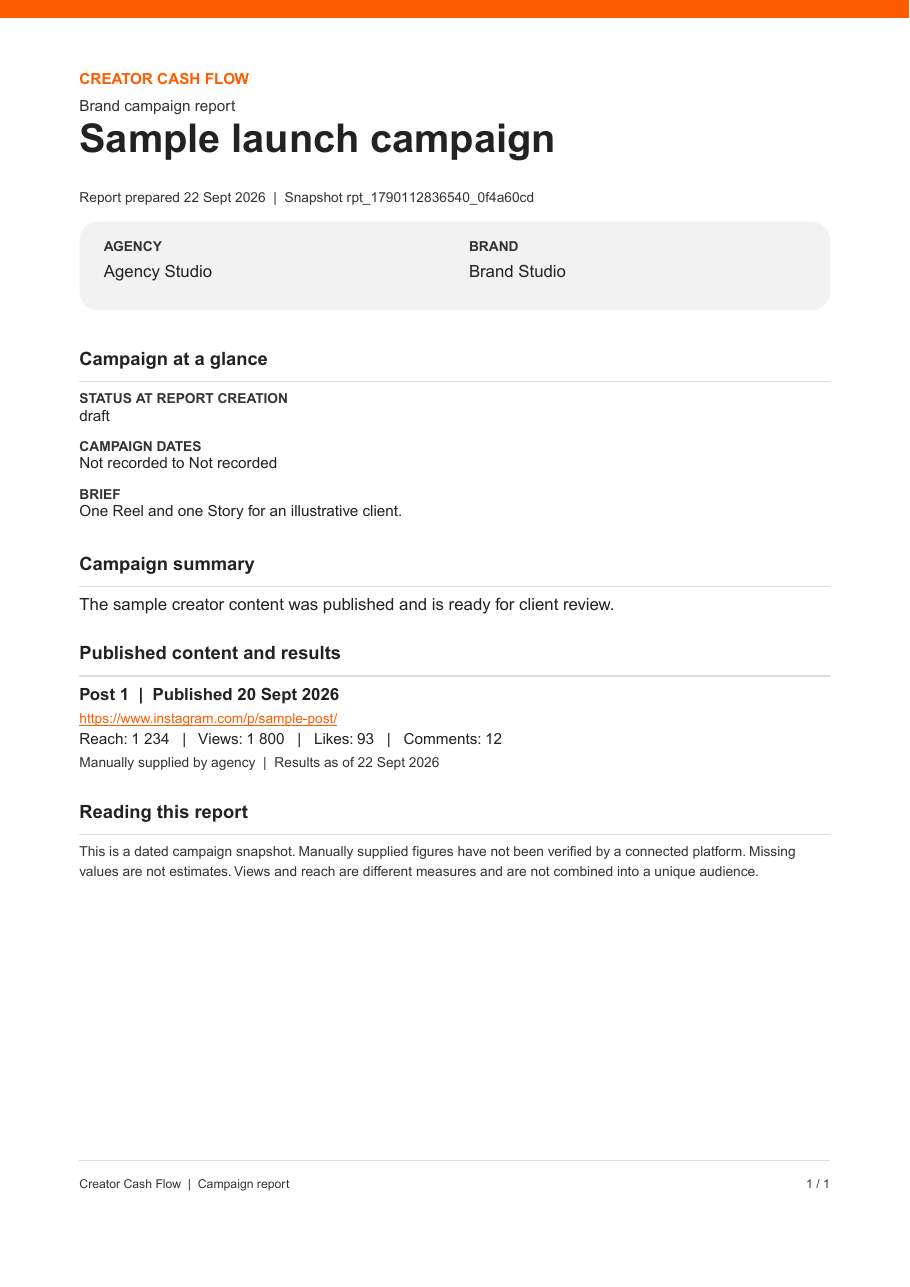 CREATOR CASH FLOW
Brand campaign report
Sample launch campaign
Report prepared 22 Sept 2026 | Snapshot rpt_1790112836540_0f4a60cd
AGENCY
Agency Studio
BRAND
Brand Studio
Campaign at a glance
STATUS AT REPORT CREATION
draft
CAMPAIGN DATES
Not recorded to Not recorded
BRIEF
One Reel and one Story for an illustrative client.
Campaign summary
The sample creator content was published and is ready for client review.
Published content and results
Post 1 | Published 20 Sept 2026
https://www.instagram.com/p/sample-post/
Reach: 1 234 | Views: 1 800 | Likes: 93 | Comments: 12
Manually supplied by agency | Results as of 22 Sept 2026
Reading this report
This is a dated campaign snapshot. Manually supplied figures have not been verified by a connected platform. Missing
values are not estimates. Views and reach are different measures and are not combined into a unique audience.
Creator Cash Flow | Campaign report
1 / 1